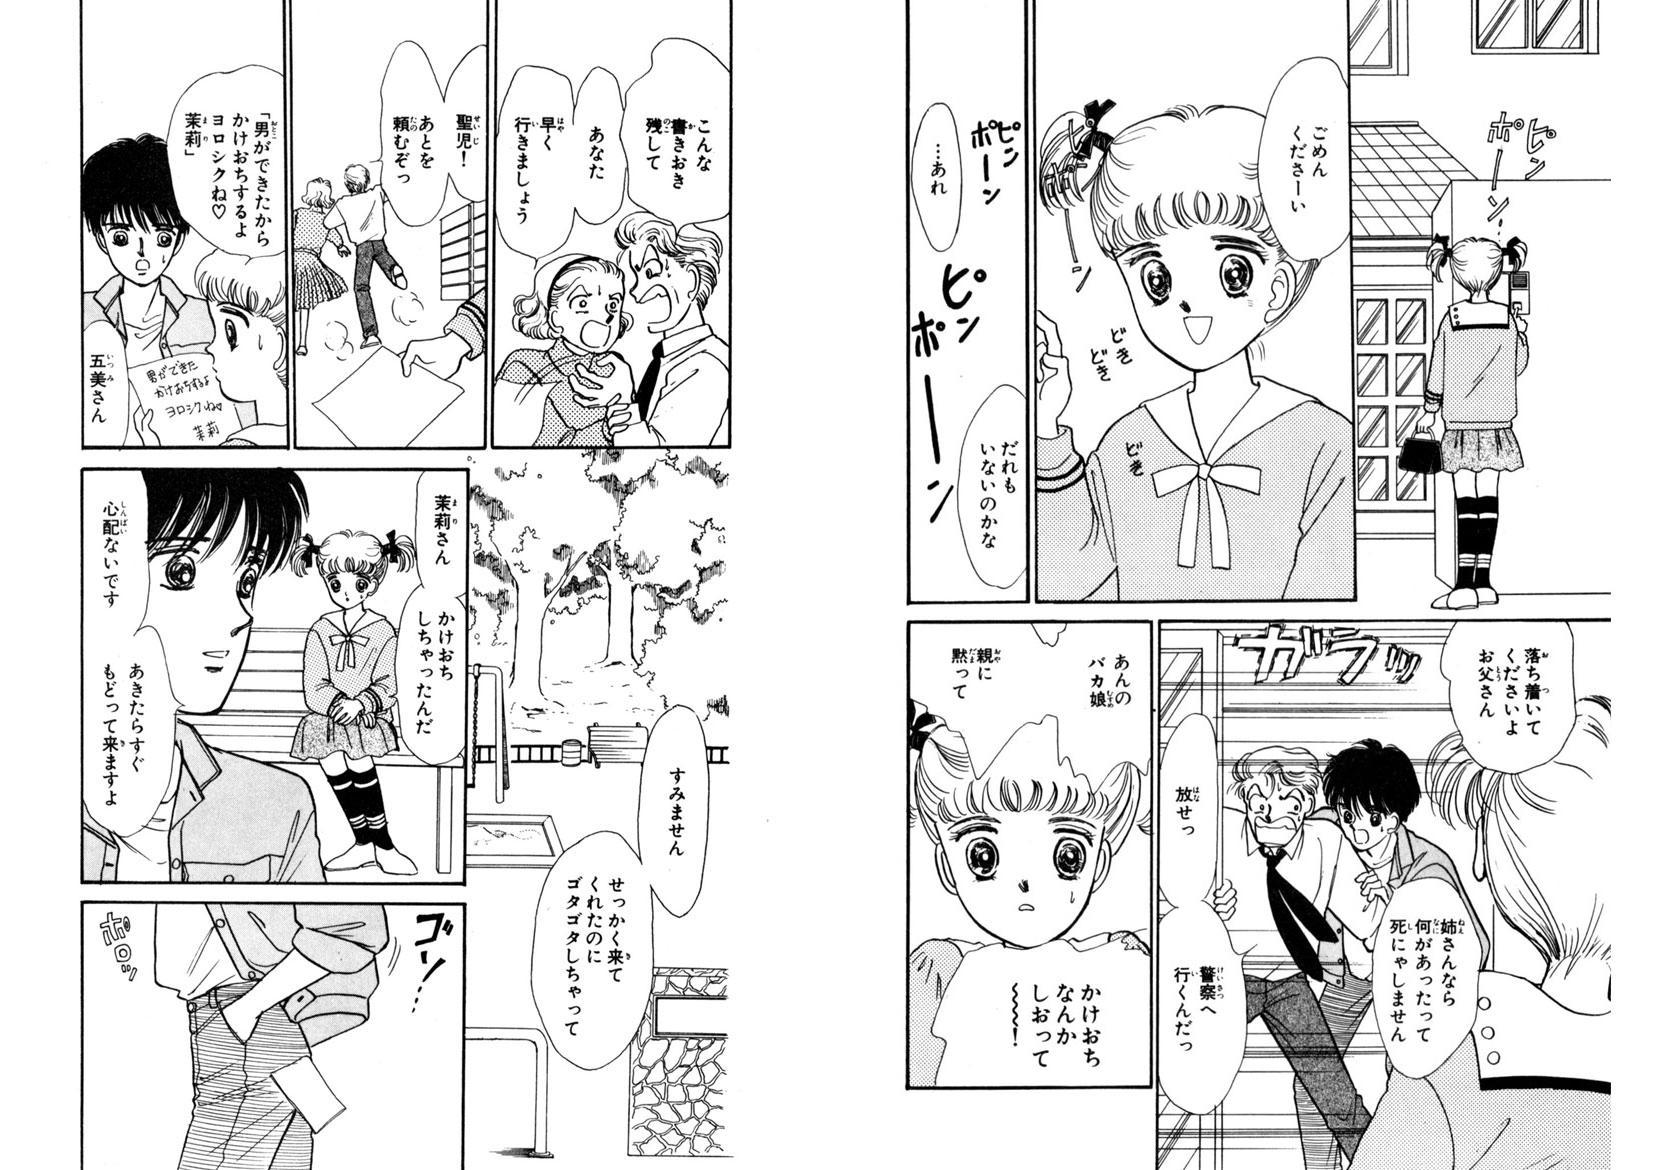 ピン
ポーン…
ごめん
くださーい
ピン
ポーン
どき
どき
どき
ピン
ポーン
…あれ
ピン
ポーン
だれも
いないのかな
ガラッ
落ち着いて
くださいよ
お父さん
姉さんなら
何があったって
死にゃしません
放せっ
警察へ
行くんだっ
あんの
バカ娘
親に
黙って
かけおち
なんか
しおって
〜〜〜!
こんな
書きおき
残して
あなた
早く
行きましょう
聖児!
あとを
頼むぞっ
「男ができたから
かけおちするよ
ヨロシクね♡
茉莉」
男ができた
かけおちするよ
ヨロシクね♡
茉莉
五美さん
すみません
せっかく来て
くれたのに
ゴタゴタしちゃって
茉莉さん
かけおち
しちゃったんだ
心配ないです
あきたらすぐ
もどって来ますよ
ゴソ…
ポロッ